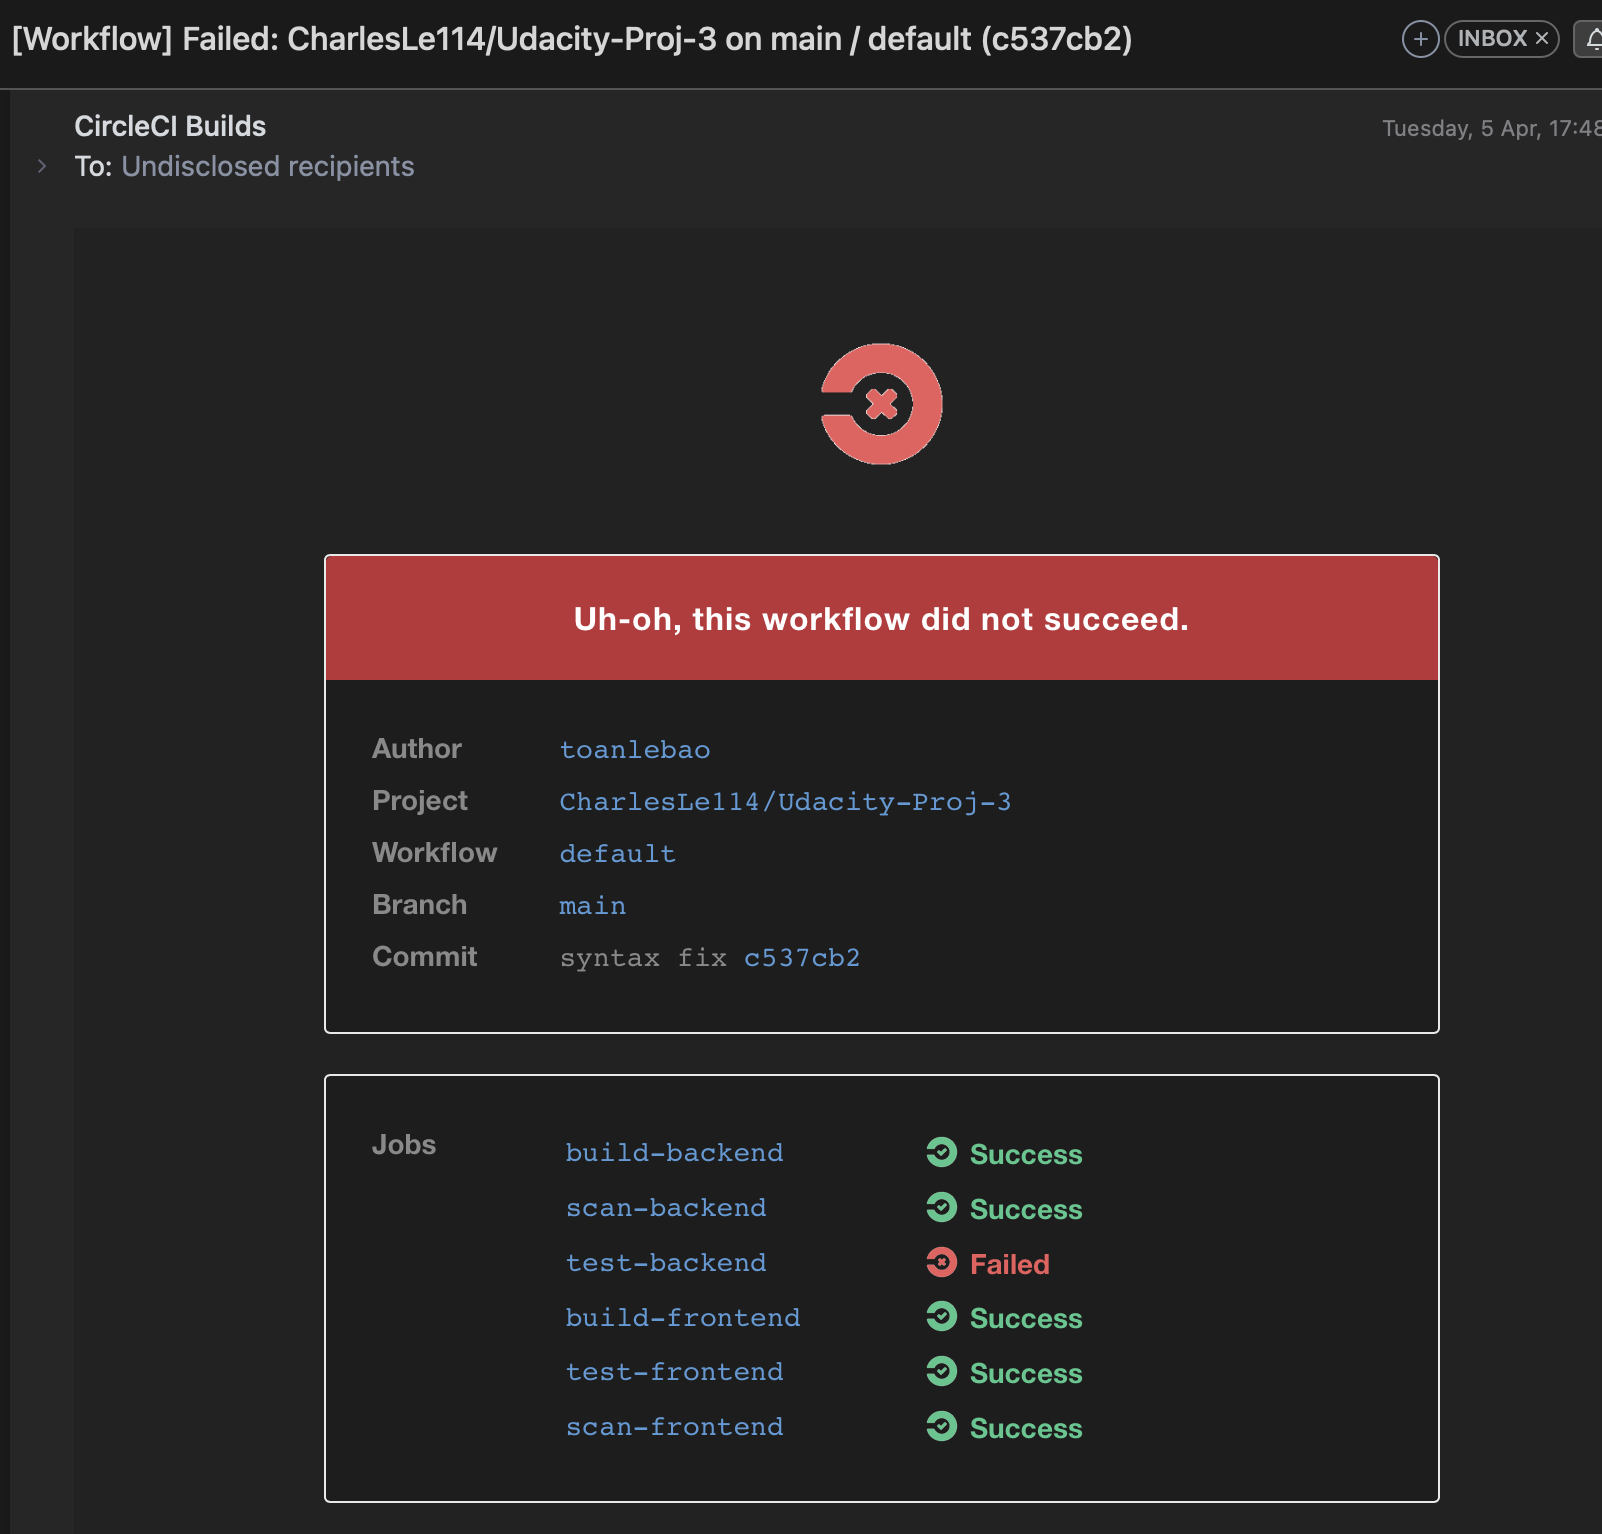 [Workflow] Failed: CharlesLe114/Udacity-Proj-3 on main / default (c537cb2)
INBOX
CircleCI Builds
Tuesday, 5 Apr, 17:48
To: Undisclosed recipients
Uh-oh, this workflow did not succeed.
Author toanlebao
Project CharlesLe114/Udacity-Proj-3
Workflow default
Branch main
Commit syntax fix c537cb2
Jobs build-backend Success
scan-backend Success
test-backend Failed
build-frontend Success
test-frontend Success
scan-frontend Success